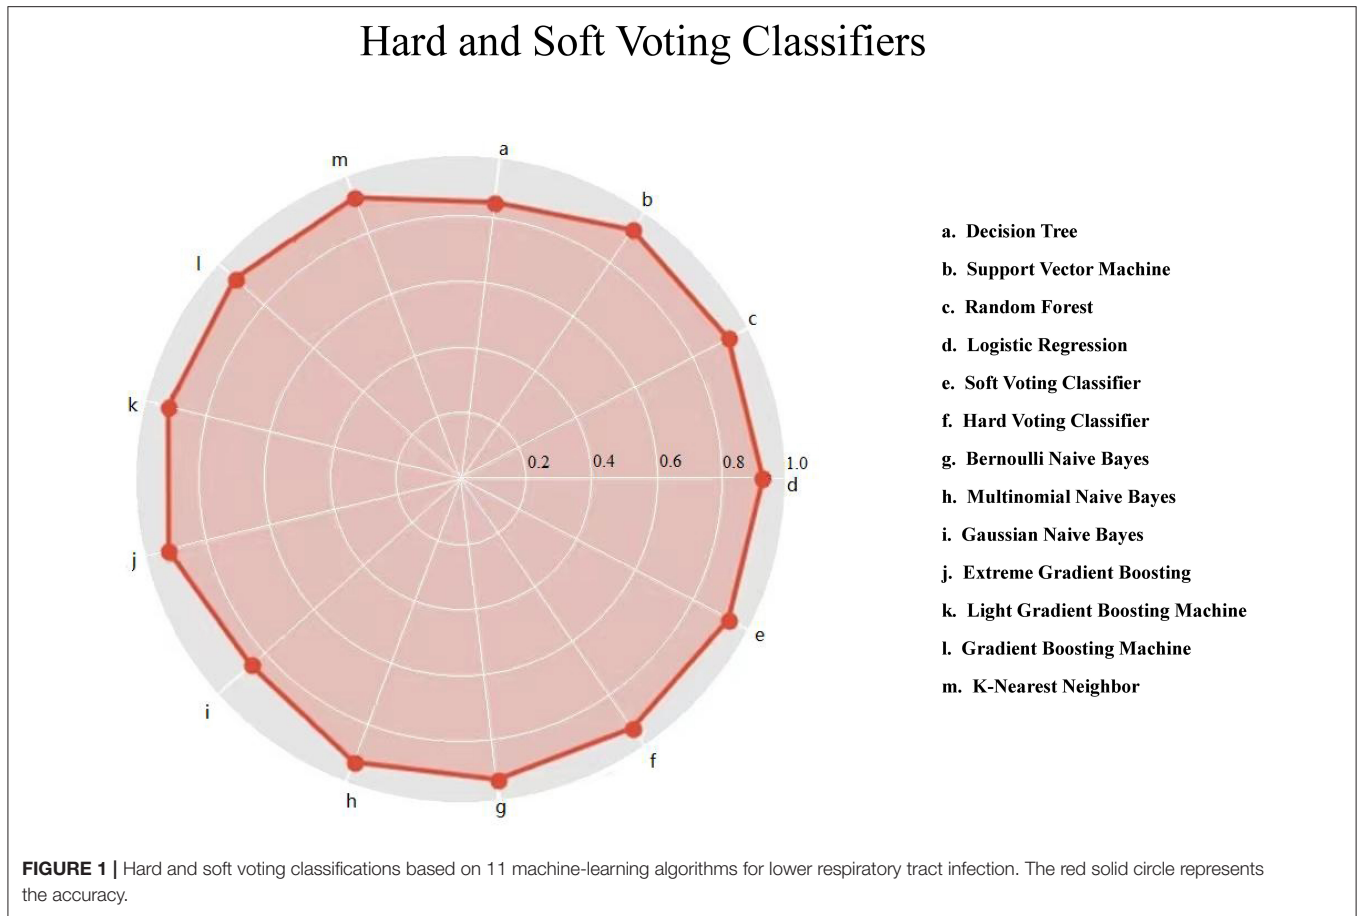 Hard and Soft Voting Classifiers
m
a
b
l
c
k
0.2
0.4
0.6
0.8
1.0
d
j
e
i
f
h
g
a. Decision Tree
b. Support Vector Machine
c. Random Forest
d. Logistic Regression
e. Soft Voting Classifier
f. Hard Voting Classifier
g. Bernoulli Naive Bayes
h. Multinomial Naive Bayes
i. Gaussian Naive Bayes
j. Extreme Gradient Boosting
k. Light Gradient Boosting Machine
l. Gradient Boosting Machine
m. K-Nearest Neighbor
FIGURE 1 | Hard and soft voting classifications based on 11 machine-learning algorithms for lower respiratory tract infection. The red solid circle represents
the accuracy.